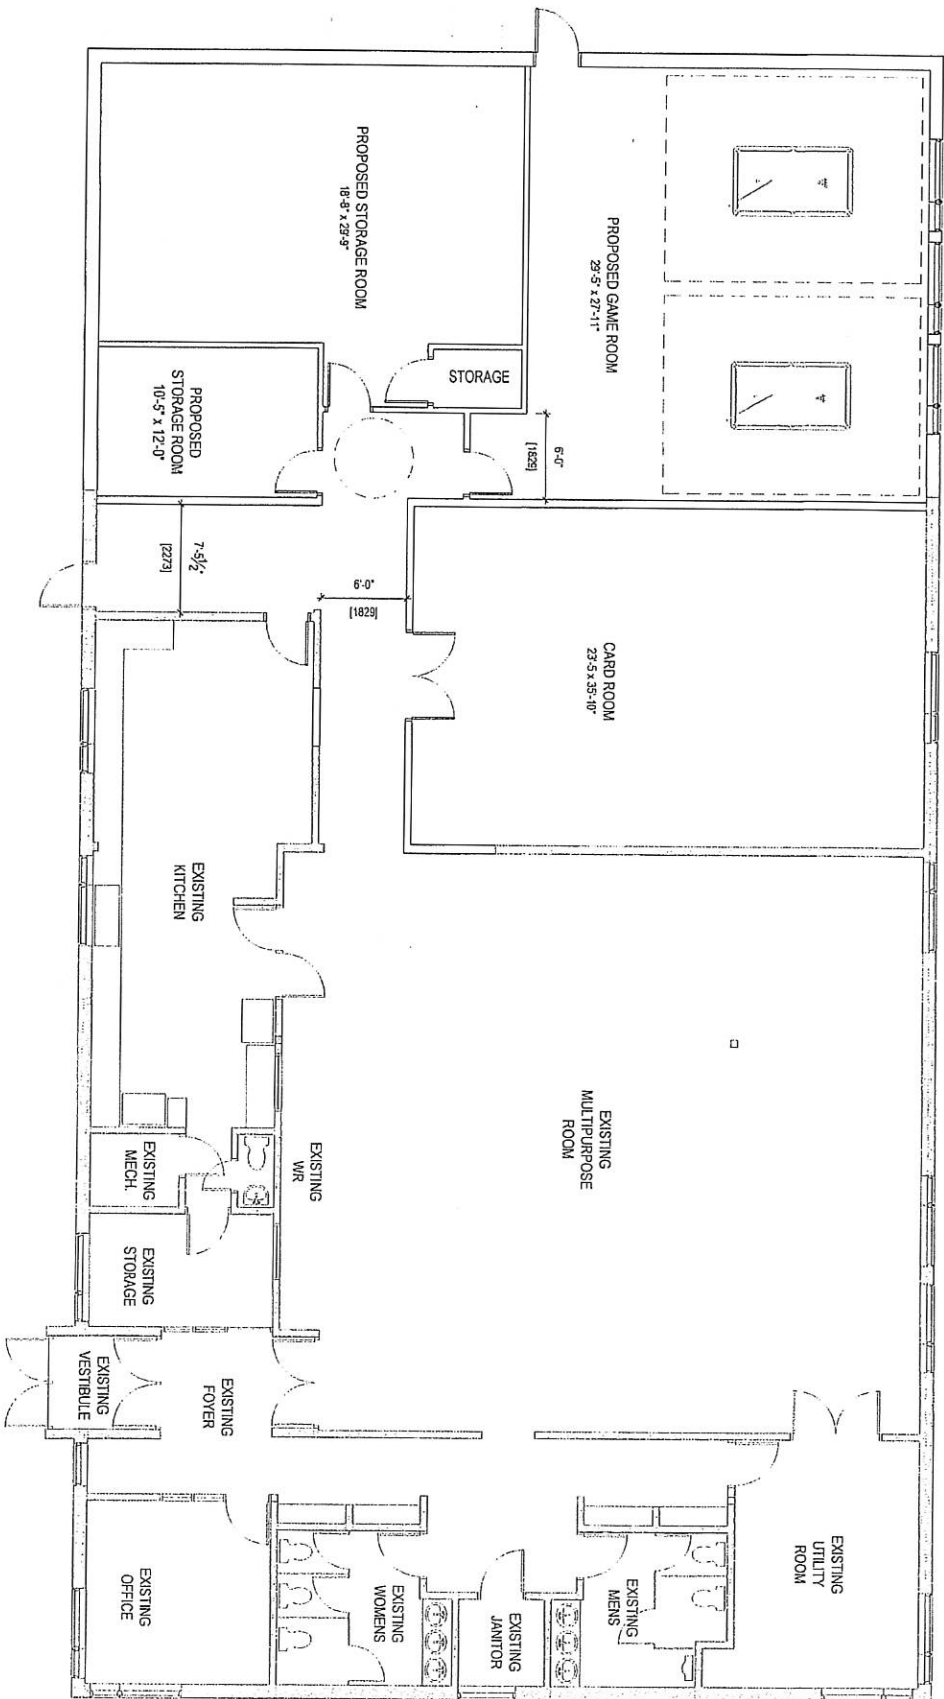 PROPOSED STORAGE ROOM
18'-8" x 29'-9"
STORAGE
PROPOSED
STORAGE ROOM
10'-5" x 12'-0"
PROPOSED GAME ROOM
29'-5" x 27'-11"
6'-0"
[1829]
7'-5½"
[2273]
6'-0"
[1829]
CARD ROOM
23'-5 x 35'-10"
EXISTING
KITCHEN
EXISTING
MULTIPURPOSE
ROOM
EXISTING
WR
EXISTING
MECH.
EXISTING
STORAGE
EXISTING
VESTIBULE
EXISTING
FOYER
EXISTING
OFFICE
EXISTING
WOMENS
EXISTING
JANITOR
EXISTING
MENS
EXISTING
UTILITY
ROOM